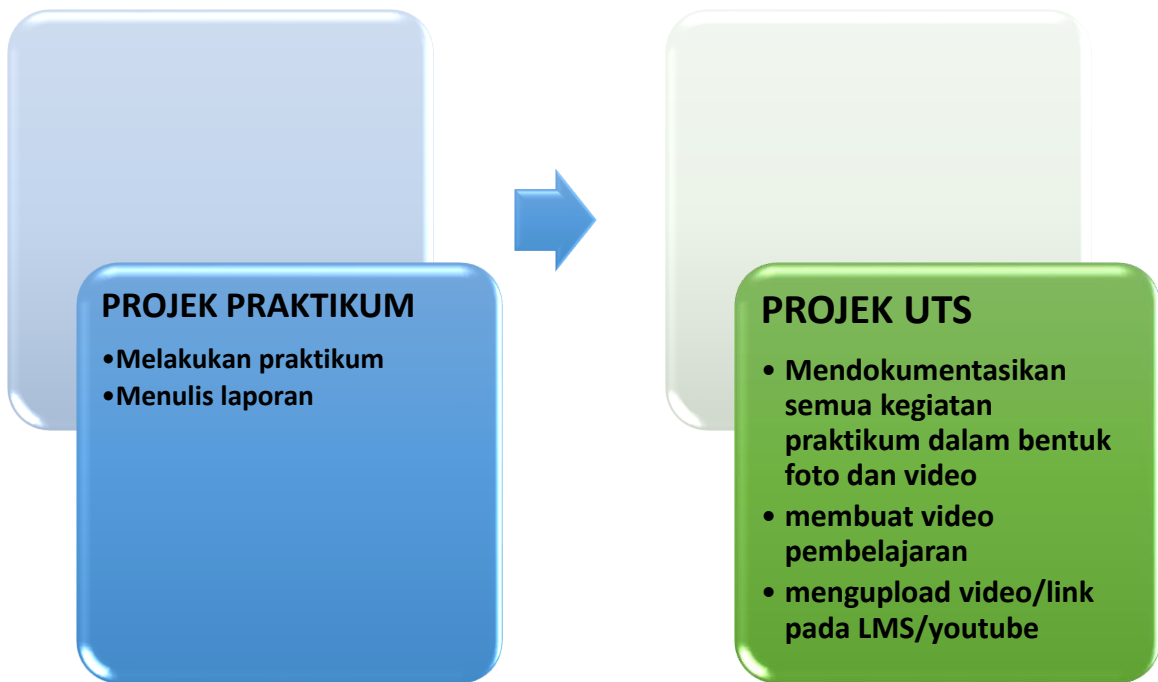 PROJEK PRAKTIKUM
•Melakukan praktikum
•Menulis laporan
PROJEK UTS
• Mendokumentasikan
semua kegiatan
praktikum dalam bentuk
foto dan video
• membuat video
pembelajaran
• mengupload video/link
pada LMS/youtube